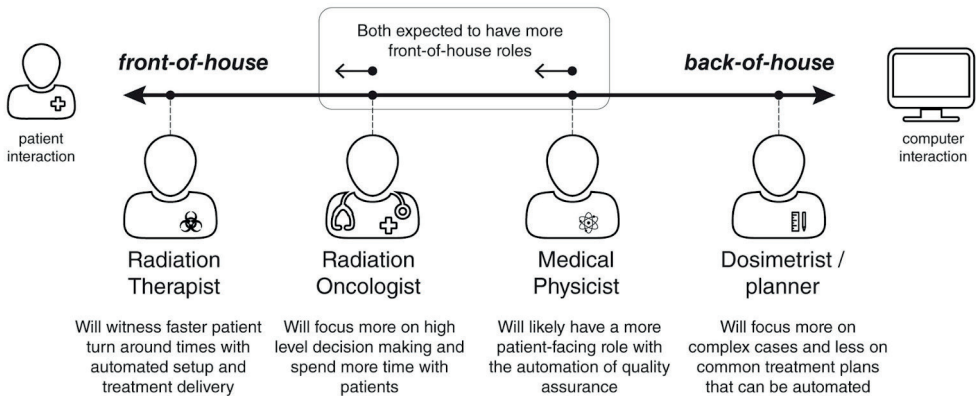 Both expected to have more
front-of-house roles
front-of-house
back-of-house
patient
interaction
computer
interaction
Radiation
Therapist
Will witness faster patient
turn around times with
automated setup and
treatment delivery
Radiation
Oncologist
Will focus more on high
level decision making and
spend more time with
patients
Medical
Physicist
Will likely have a more
patient-facing role with
the automation of quality
assurance
Dosimetrist /
planner
Will focus more on
complex cases and less on
common treatment plans
that can be automated